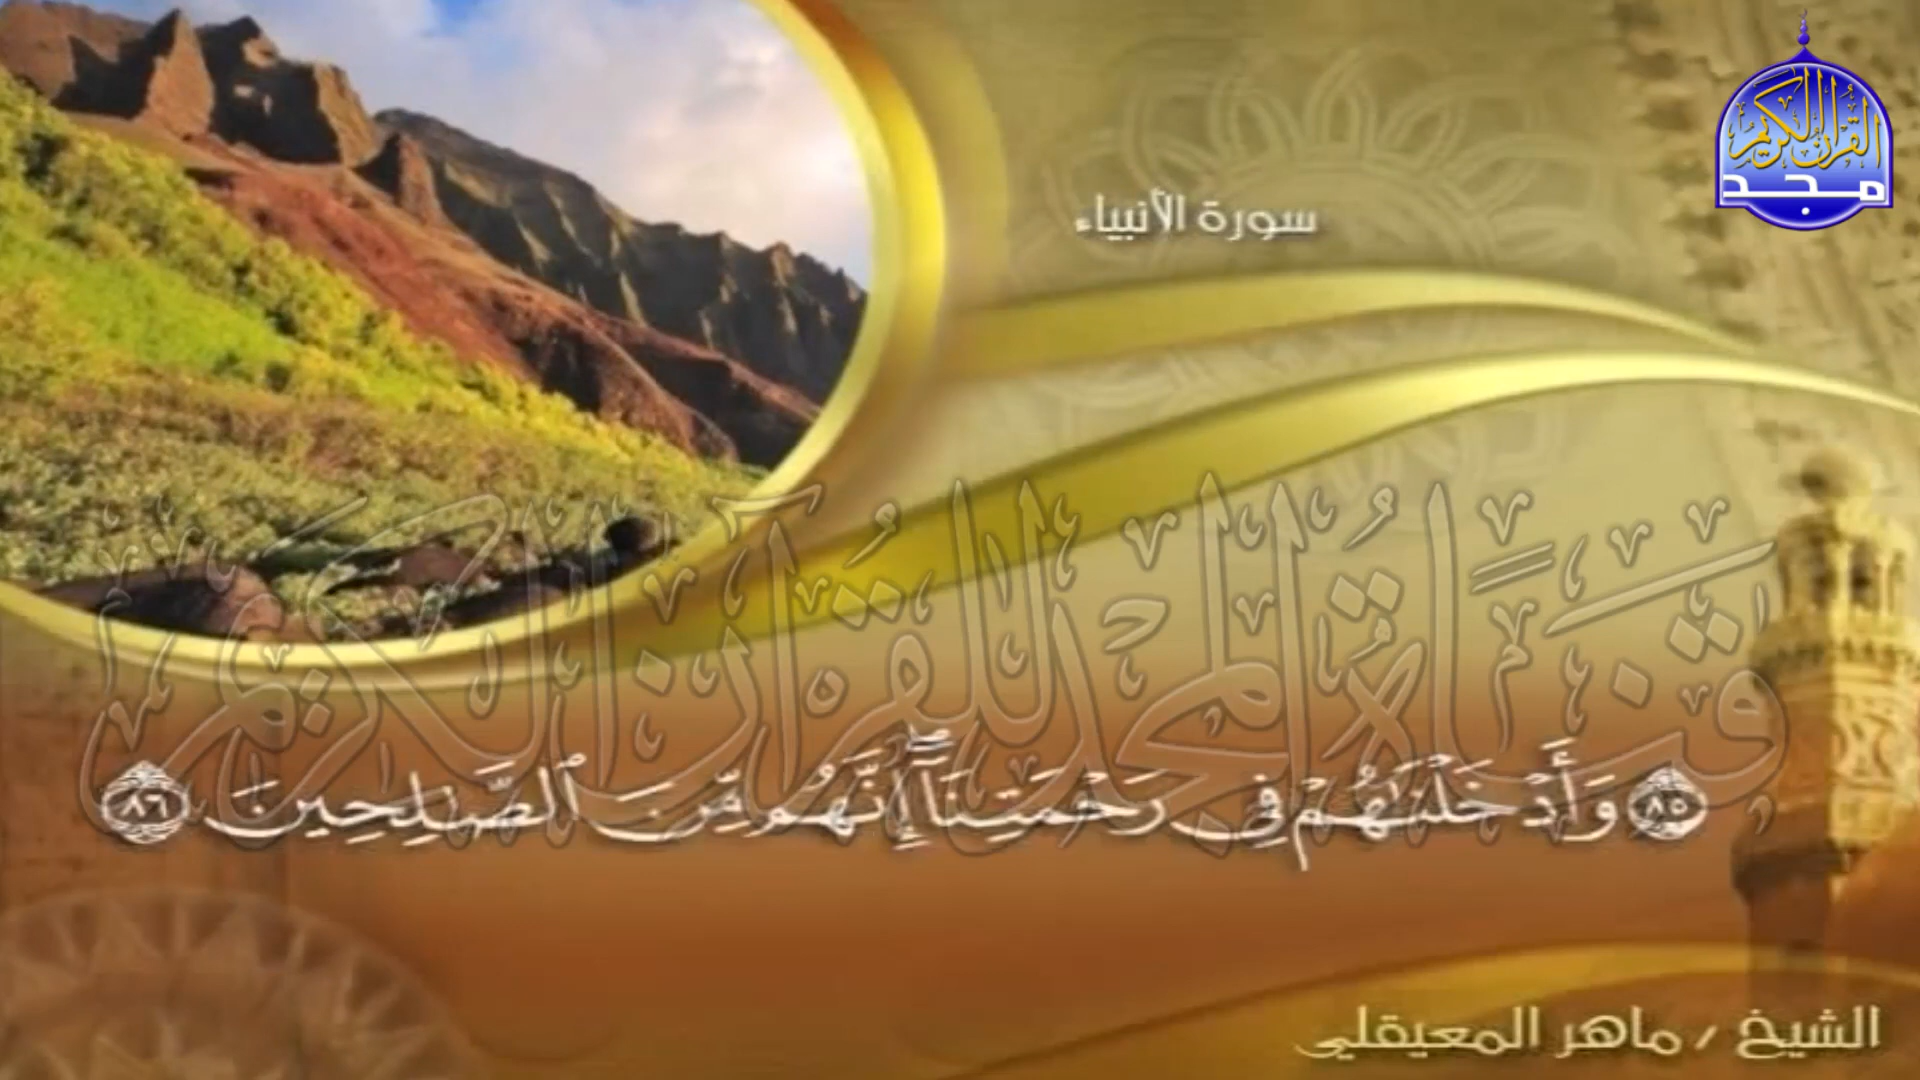 القرآن الكريم
مجد
سورة الأنبياء
قناة المجد للقرآن الكريم
٨٥ وَأَدْخَلْنَٰهُمْ فِى رَحْمَتِنَآ ۖ إِنَّهُم مِّنَ ٱلصَّٰلِحِينَ ٨٦
الشيخ / ماهر المعيقلي